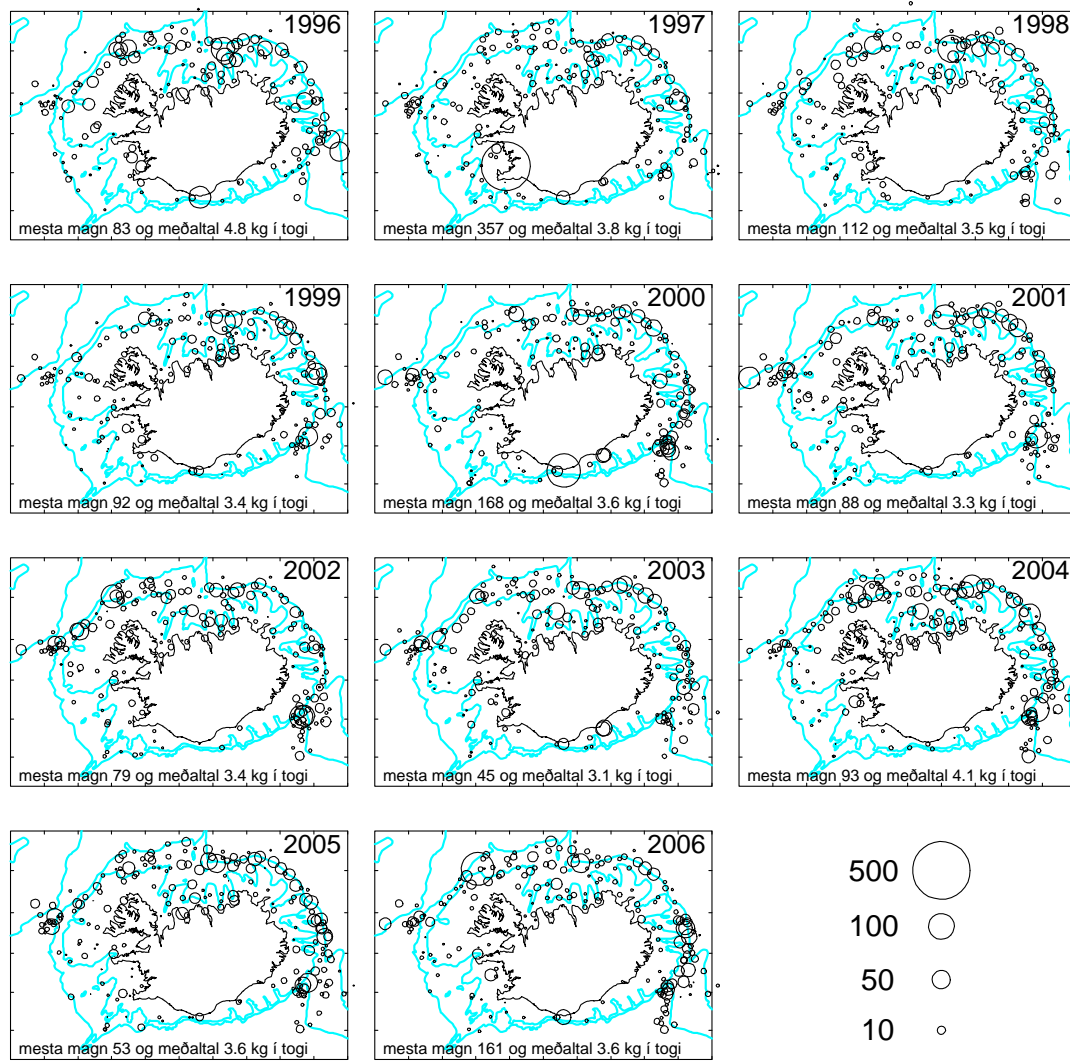 1996
mesta magn 83 og meðaltal 4.8 kg í togi
1997
mesta magn 357 og meðaltal 3.8 kg í togi
1998
mesta magn 112 og meðaltal 3.5 kg í togi
1999
mesta magn 92 og meðaltal 3.4 kg í togi
2000
mesta magn 168 og meðaltal 3.6 kg í togi
2001
mesta magn 88 og meðaltal 3.3 kg í togi
2002
mesta magn 79 og meðaltal 3.4 kg í togi
2003
mesta magn 45 og meðaltal 3.1 kg í togi
2004
mesta magn 93 og meðaltal 4.1 kg í togi
2005
mesta magn 53 og meðaltal 3.6 kg í togi
2006
mesta magn 161 og meðaltal 3.6 kg í togi
500
100
50
10